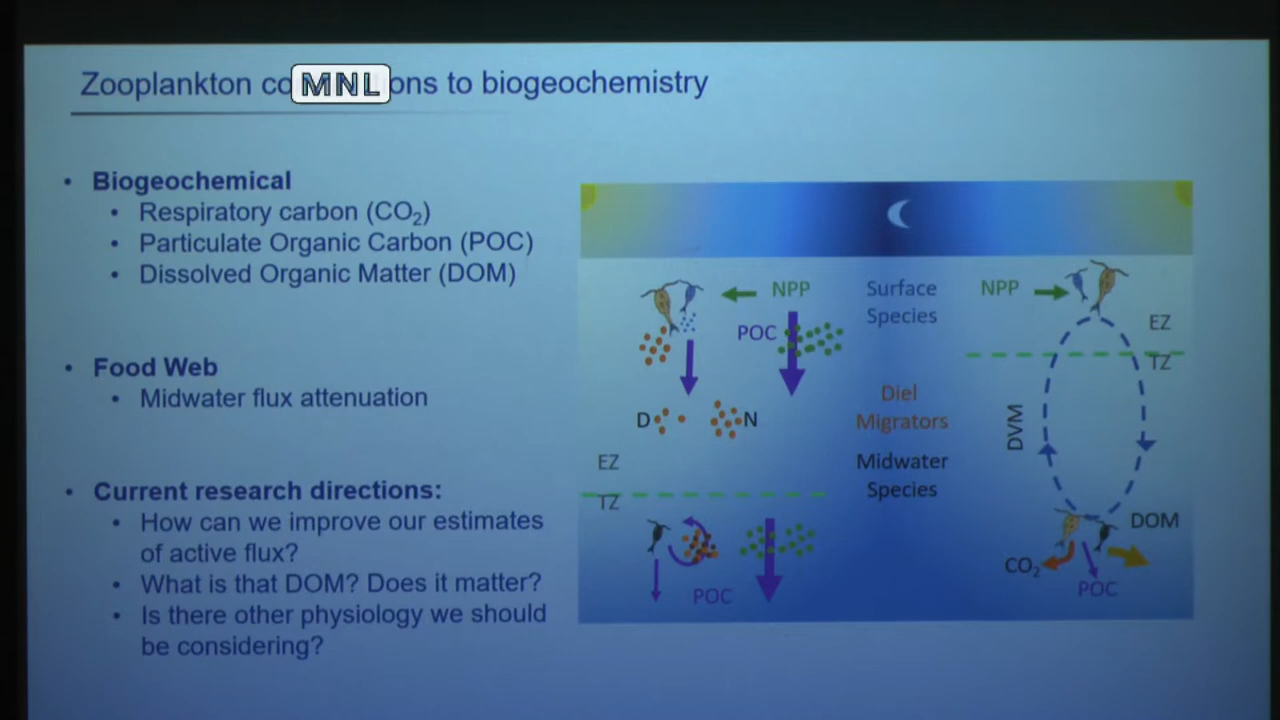 Zooplankton co MNL ons to biogeochemistry
• Biogeochemical
• Respiratory carbon (CO₂)
• Particulate Organic Carbon (POC)
• Dissolved Organic Matter (DOM)
• Food Web
• Midwater flux attenuation
• Current research directions:
• How can we improve our estimates
of active flux?
• What is that DOM? Does it matter?
• Is there other physiology we should
be considering?
NPP
POC
D
N
EZ
TZ
POC
Surface
Species
Diel
Migrators
Midwater
Species
NPP
EZ
TZ
DVM
DOM
CO₂
POC